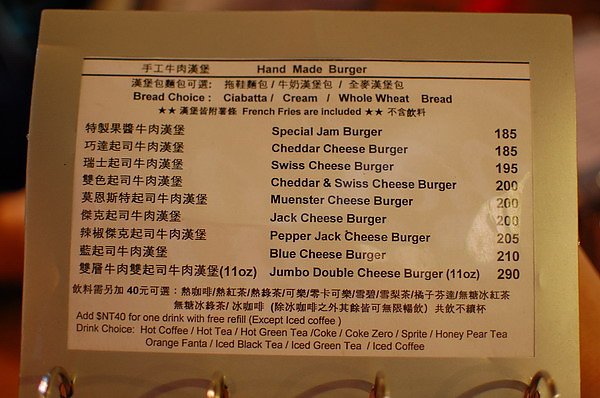 手工牛肉漢堡 Hand Made Burger
漢堡包麵包可選: 拖鞋麵包 / 牛奶漢堡包 / 全麥漢堡包
Bread Choice : Ciabatta / Cream / Whole Wheat Bread
★★ 漢堡皆附薯條 French Fries are included ★★ 不含飲料
特製果醬牛肉漢堡 Special Jam Burger 185
巧達起司牛肉漢堡 Cheddar Cheese Burger 185
瑞士起司牛肉漢堡 Swiss Cheese Burger 195
雙色起司牛肉漢堡 Cheddar & Swiss Cheese Burger 200
莫恩斯特起司牛肉漢堡 Muenster Cheese Burger 200
傑克起司牛肉漢堡 Jack Cheese Burger 200
辣椒傑克起司牛肉漢堡 Pepper Jack Cheese Burger 205
藍起司牛肉漢堡 Blue Cheese Burger 210
雙層牛肉雙起司牛肉漢堡(11oz) Jumbo Double Cheese Burger (11oz) 290
飲料需另加 40元可選：熱咖啡/熱紅茶/熱綠茶/可樂/零卡可樂/雪碧/雪梨茶/橘子芬達/無糖冰紅茶
無糖冰綠茶/ 冰咖啡 (除冰咖啡之外其餘皆可無限暢飲) 共飲不續杯
Add $NT40 for one drink with free refill (Except Iced coffee )
Drink Choice: Hot Coffee / Hot Tea / Hot Green Tea /Coke / Coke Zero / Sprite / Honey Pear Tea
Orange Fanta / Iced Black Tea / Iced Green Tea / Iced Coffee